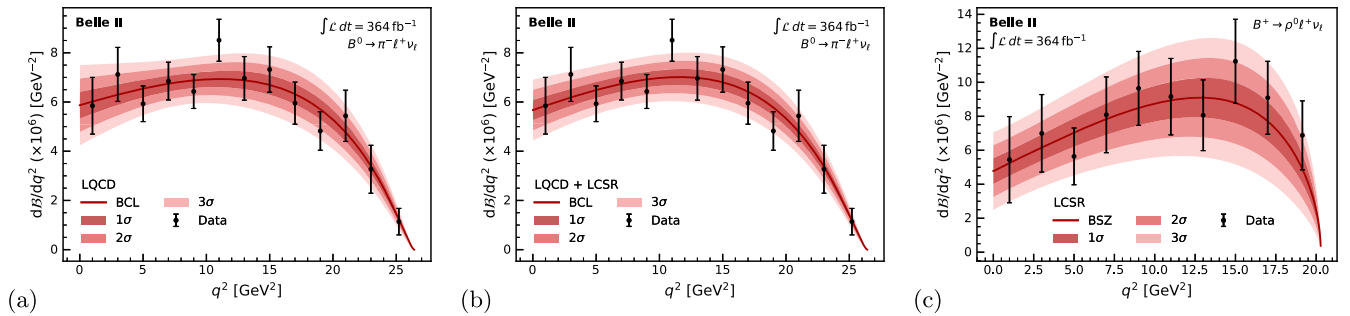 Belle II
∫ℒ dt = 364 fb⁻¹
B⁰ → π⁻ℓ⁺νℓ
dℬ/dq² (×10⁶) [GeV⁻²]
8
6
4
2
0
LQCD
BCL
1σ
2σ
3σ
Data
0 5 10 15 20 25
q² [GeV²]
(a)
Belle II
∫ℒ dt = 364 fb⁻¹
B⁰ → π⁻ℓ⁺νℓ
dℬ/dq² (×10⁶) [GeV⁻²]
8
6
4
2
0
LQCD + LCSR
BCL
1σ
2σ
3σ
Data
0 5 10 15 20 25
q² [GeV²]
(b)
Belle II
∫ℒ dt = 364 fb⁻¹
B⁺ → ρ⁰ℓ⁺νℓ
dℬ/dq² (×10⁶) [GeV⁻²]
14
12
10
8
6
4
2
0
LCSR
BSZ
1σ
2σ
3σ
Data
0.0 2.5 5.0 7.5 10.0 12.5 15.0 17.5 20.0
q² [GeV²]
(c)